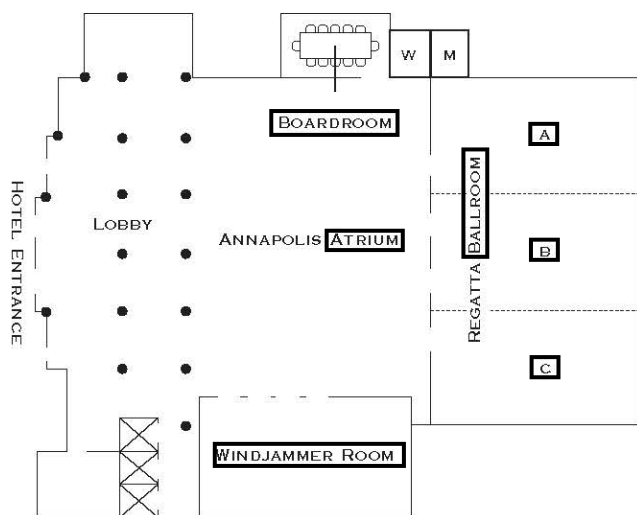 W M
BOARDROOM
A
HOTEL ENTRANCE
LOBBY
ANNAPOLIS ATRIUM
REGATTA BALLROOM
B
C
WINDJAMMER ROOM